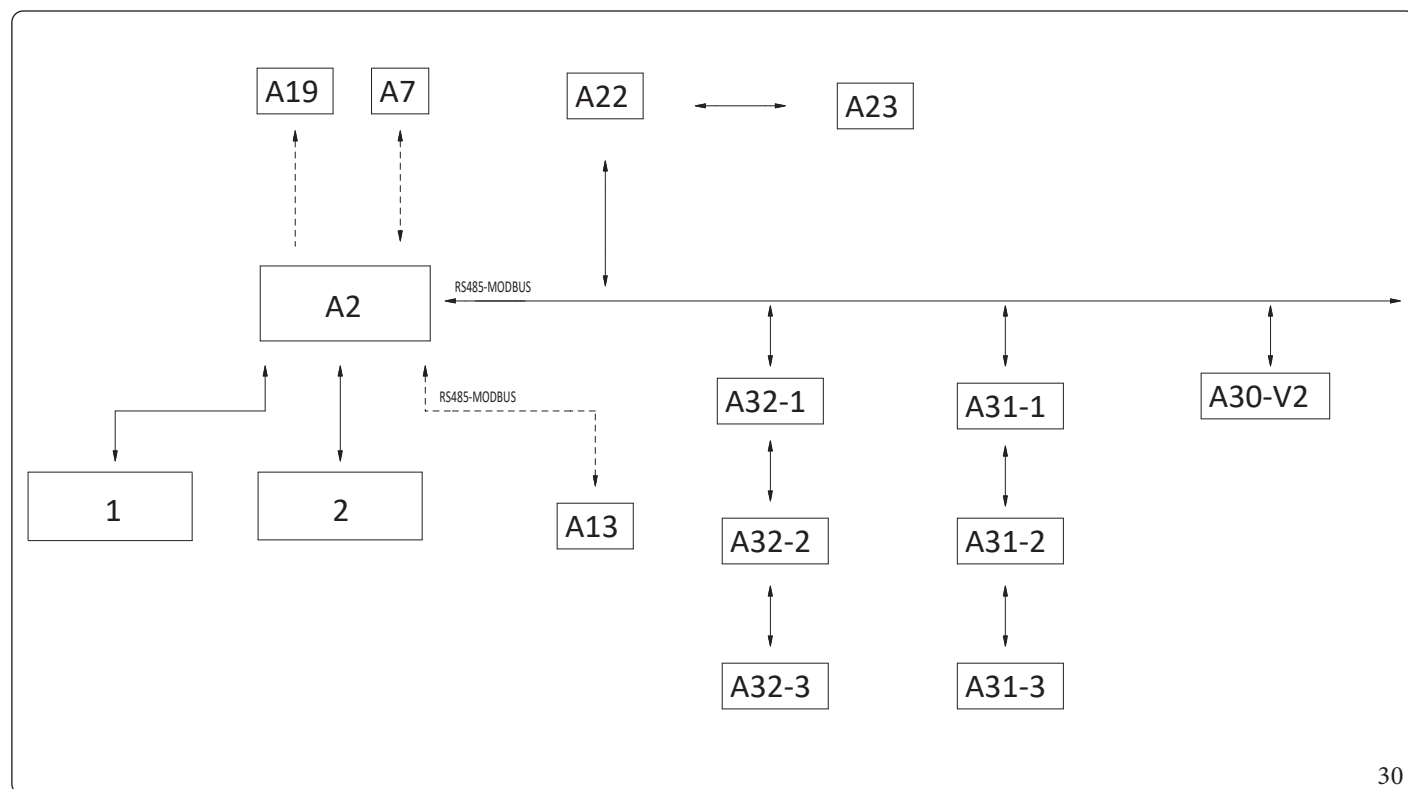 A19
A7
A22
A23
A2
RS485-MODBUS
RS485-MODBUS
A32-1
A31-1
A30-V2
1
2
A13
A32-2
A31-2
A32-3
A31-3
30